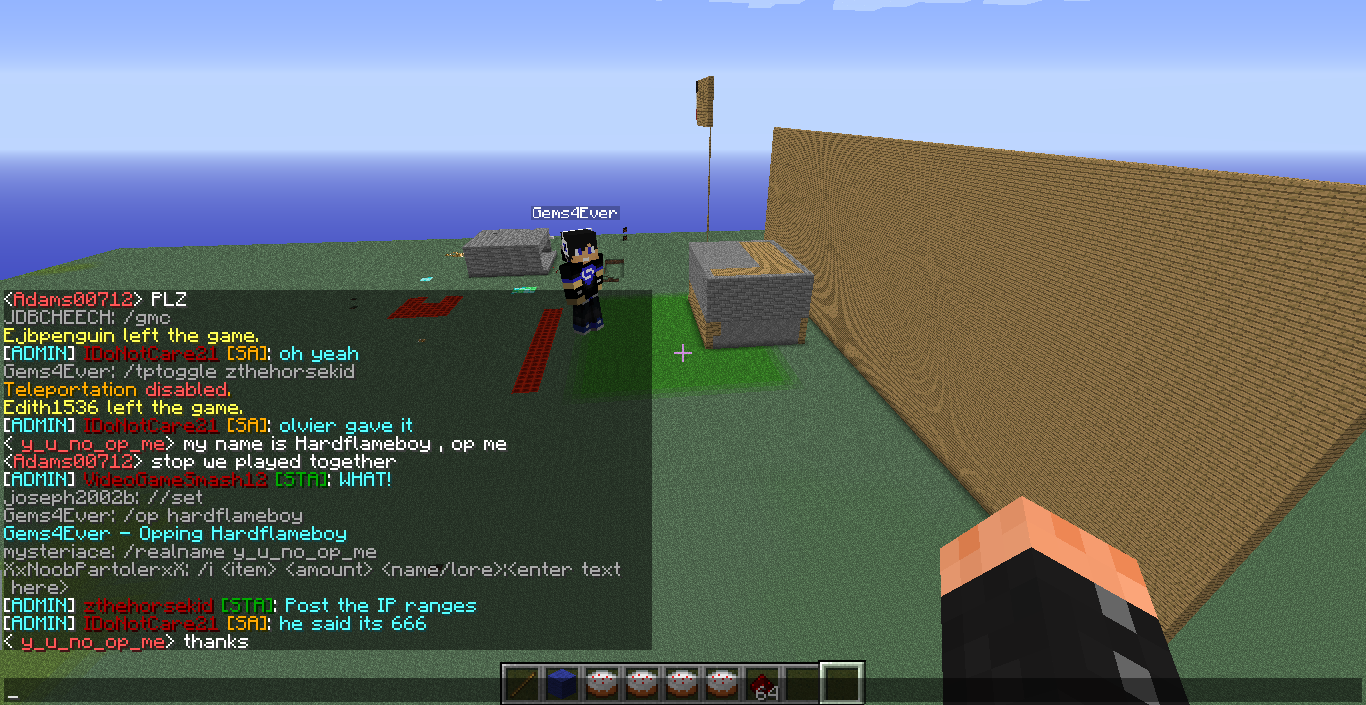 Gems4Ever
<Adams00712> PLZ
JDBCHEECH: /gmc
Ejbpenguin left the game.
[ADMIN] IDoNotCare21 [SA]: oh yeah
Gems4Ever: /tptoggle zthehorsekid
Teleportation disabled.
Edith1536 left the game.
[ADMIN] IDoNotCare21 [SA]: olvier gave it
< y_u_no_op_me> my name is Hardflameboy , op me
<Adams00712> stop we played together
[ADMIN] VideoGameSmash12 [STA]: WHAT!
joseph2002b: //set
Gems4Ever: /op hardflameboy
Gems4Ever - Opping Hardflameboy
mysteriace: /realname y_u_no_op_me
XxNoobPartolerxX: /i <item> <amount> <name/lore>:<enter text
here>
[ADMIN] zthehorsekid [STA]: Post the IP ranges
[ADMIN] IDoNotCare21 [SA]: he said its 666
< y_u_no_op_me> thanks
_
64